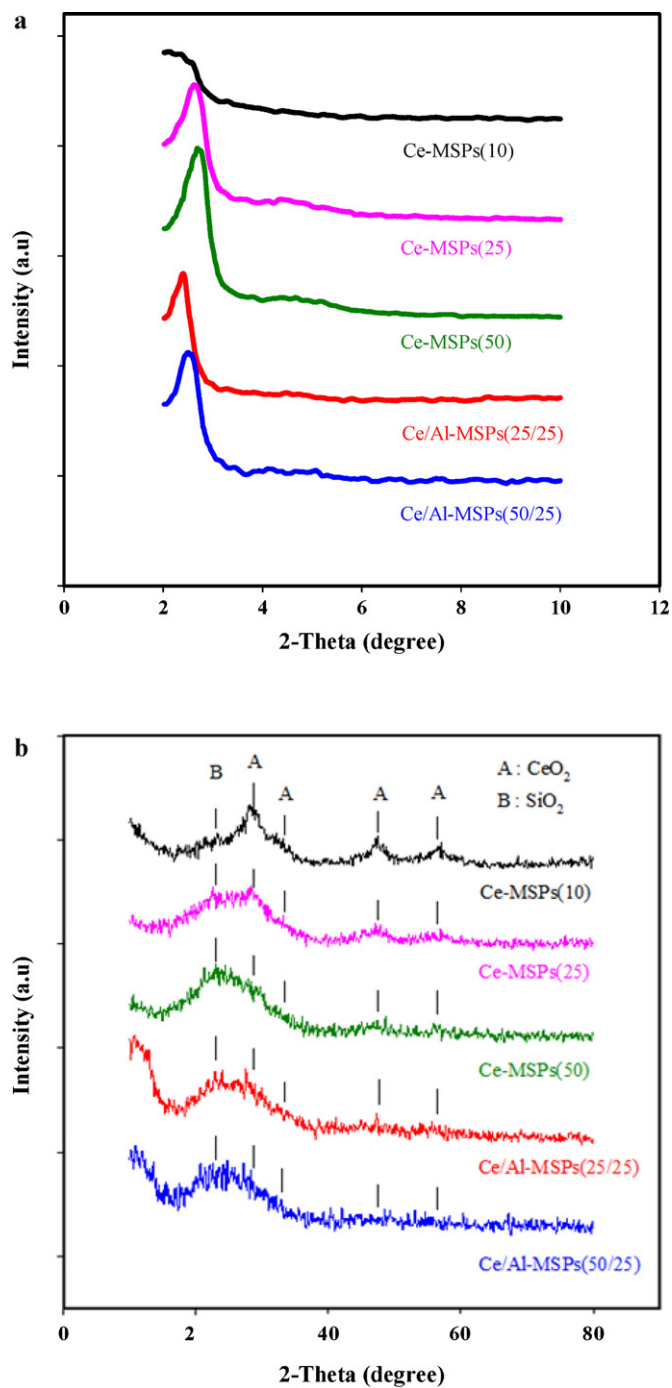 a
Intensity (a.u)
Ce-MSPs(10)
Ce-MSPs(25)
Ce-MSPs(50)
Ce/Al-MSPs(25/25)
Ce/Al-MSPs(50/25)
0 2 4 6 8 10 12
2-Theta (degree)
b
Intensity (a.u)
B A A A A
A : CeO2
B : SiO2
Ce-MSPs(10)
Ce-MSPs(25)
Ce-MSPs(50)
Ce/Al-MSPs(25/25)
Ce/Al-MSPs(50/25)
0 2 40 60 80
2-Theta (degree)